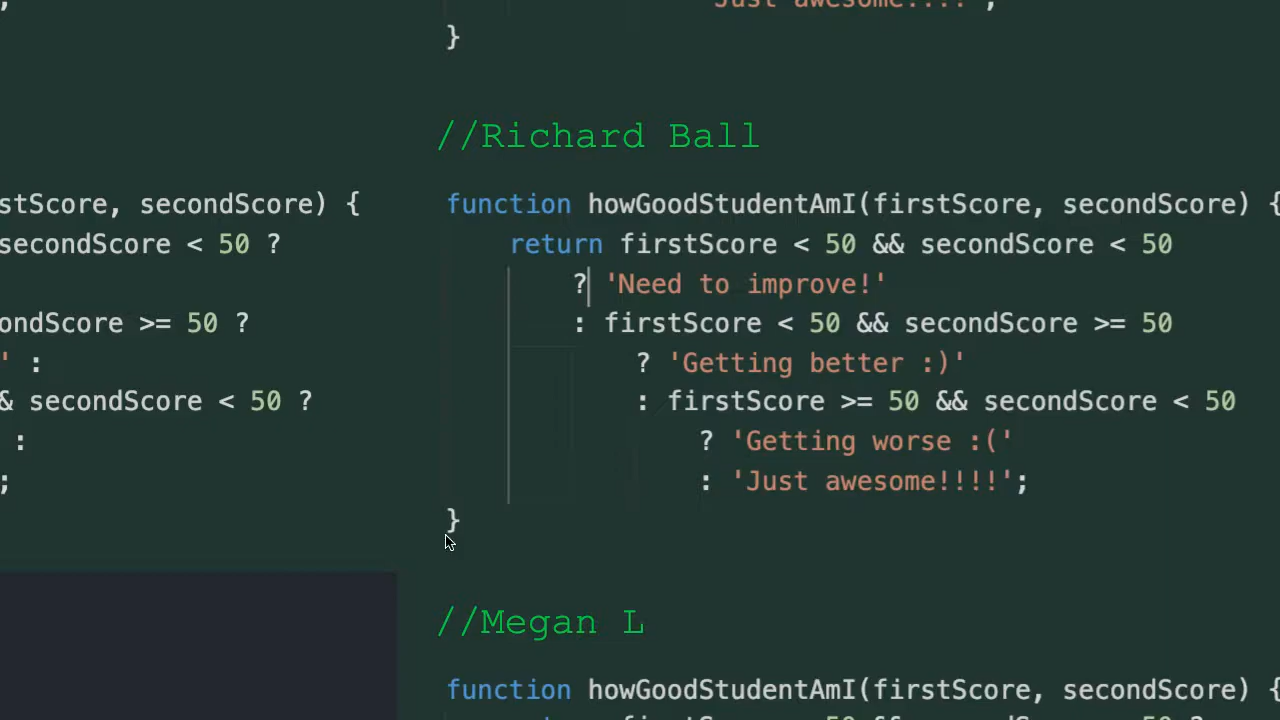 ;
'Just awesome!!!!';
}
//Richard Ball
function howGoodStudentAmI(firstScore, secondScore) {
return firstScore < 50 && secondScore < 50
? 'Need to improve!'
: firstScore < 50 && secondScore >= 50
? 'Getting better :)'
: firstScore >= 50 && secondScore < 50
? 'Getting worse :('
: 'Just awesome!!!!';
}
stScore, secondScore) {
secondScore < 50 ?
ondScore >= 50 ?
' :
& secondScore < 50 ?
:
;
//Megan L
function howGoodStudentAmI(firstScore, secondScore) {